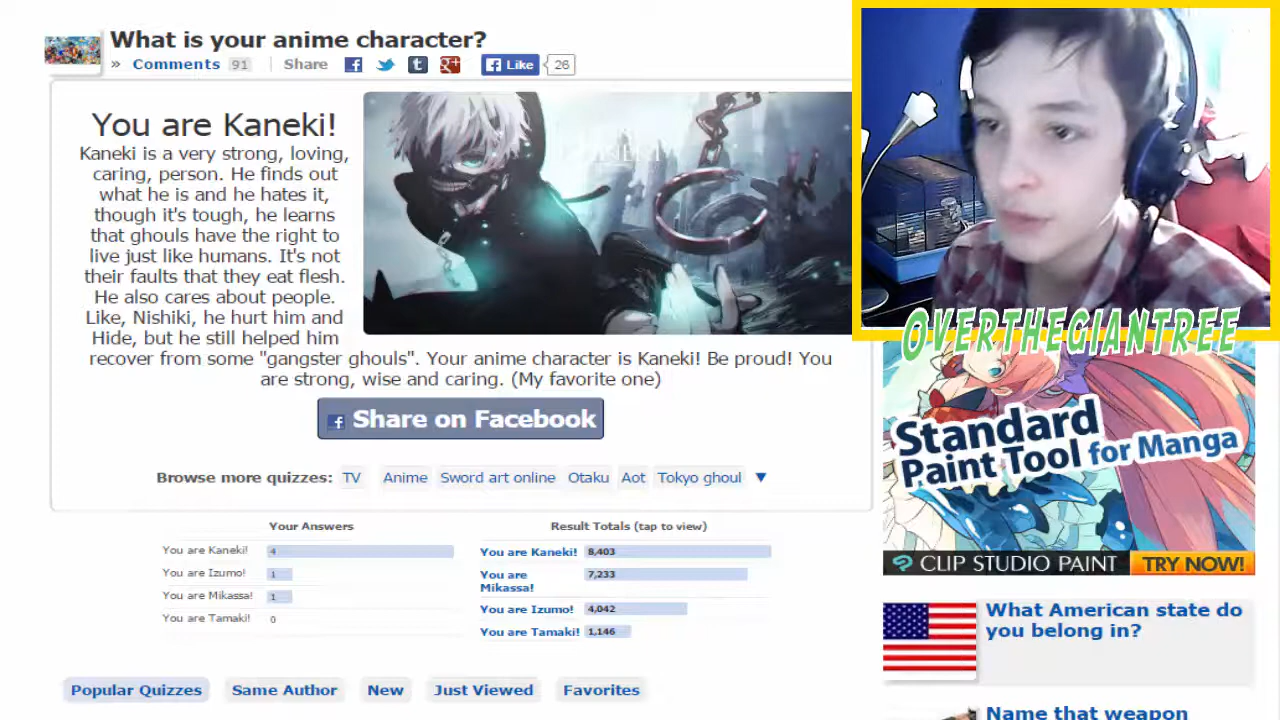 What is your anime character?
» Comments 91 Share Like 26
You are Kaneki!
Kaneki is a very strong, loving,
caring, person. He finds out
what he is and he hates it,
though it's tough, he learns
that ghouls have the right to
live just like humans. It's not
their faults that they eat flesh.
He also cares about people.
Like, Nishiki, he hurt him and
Hide, but he still helped him
recover from some "gangster ghouls". Your anime character is Kaneki! Be proud! You
are strong, wise and caring. (My favorite one)
Share on Facebook
Browse more quizzes: TV Anime Sword art online Otaku Aot Tokyo ghoul
Your Answers
You are Kaneki! 4
You are Izumo! 1
You are Mikassa! 1
You are Tamaki! 0
Result Totals (tap to view)
You are Kaneki! 8,403
You are
Mikassa! 7,233
You are Izumo! 4,042
You are Tamaki! 1,146
Popular Quizzes Same Author New Just Viewed Favorites
OVERTHEGIANTREE
Standard
Paint Tool for Manga
CLIP STUDIO PAINT TRY NOW!
What American state do
you belong in?
Name that weapon